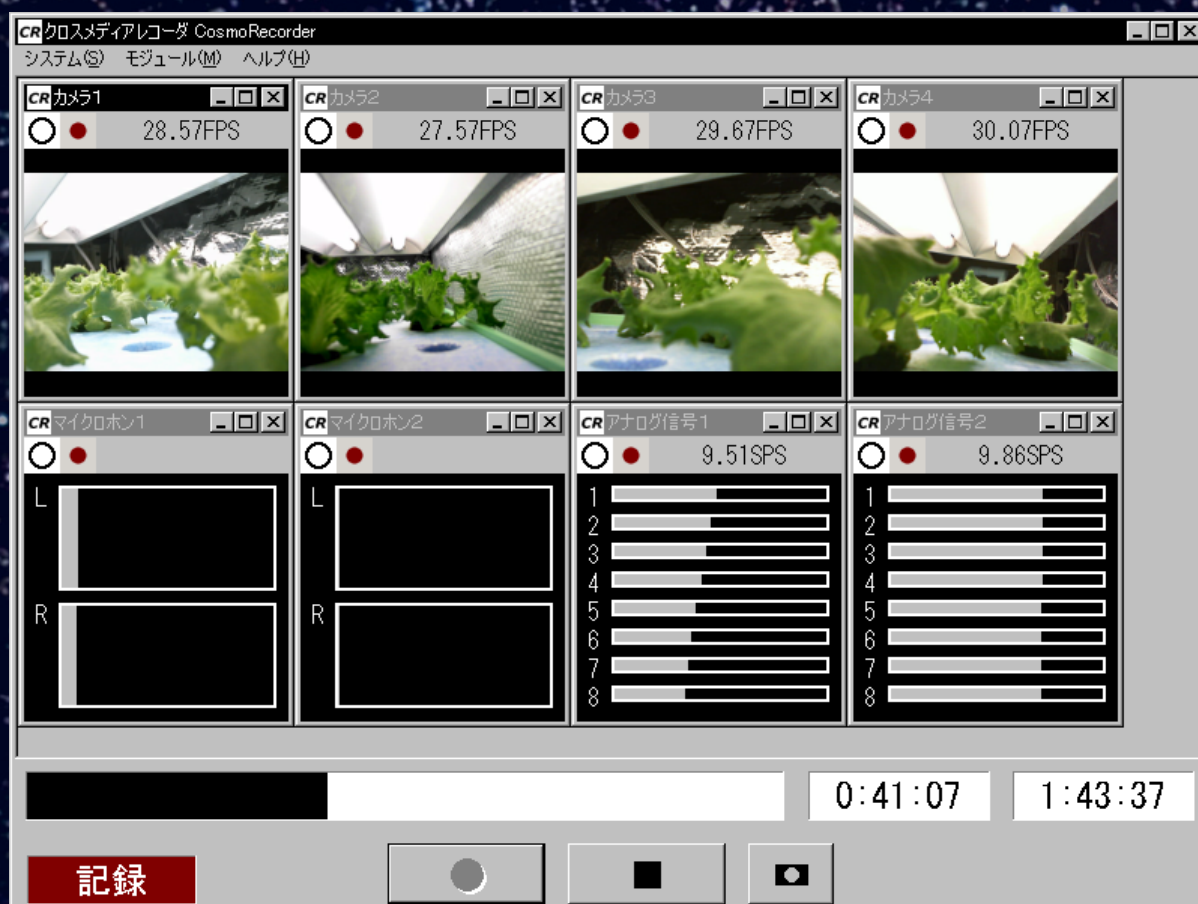 CR クロスメディアレコーダ CosmoRecorder
システム(S) モジュール(M) ヘルプ(H)
CR カメラ1
28.57FPS
CR カメラ2
27.57FPS
CR カメラ3
29.67FPS
CR カメラ4
30.07FPS
CR マイクロホン1
L
R
CR マイクロホン2
L
R
CR アナログ信号1
9.51SPS
1
2
3
4
5
6
7
8
CR アナログ信号2
9.86SPS
1
2
3
4
5
6
7
8
0:41:07 1:43:37
記録